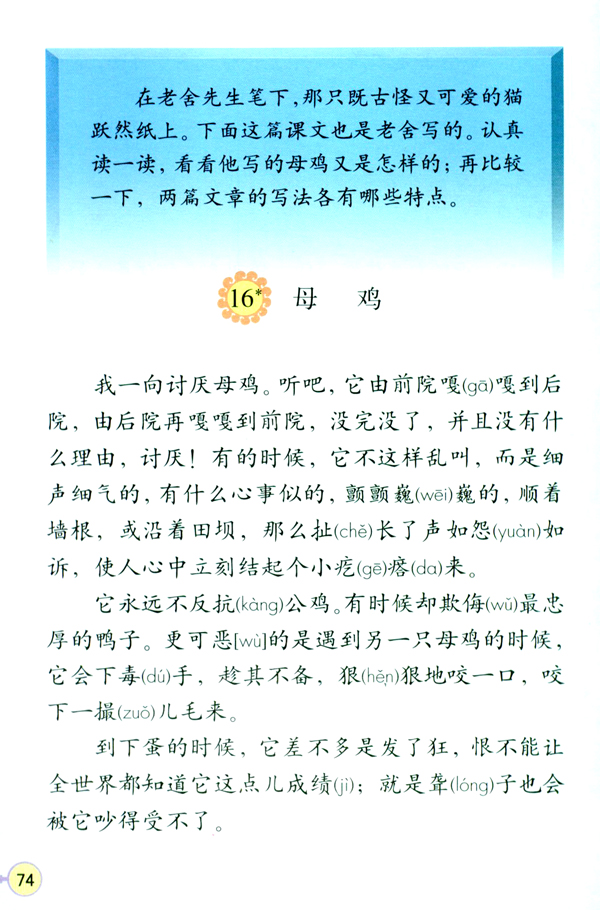 在老舍先生笔下,那只既古怪又可爱的猫
跃然纸上。下面这篇课文也是老舍写的。认真
读一读，看看他写的母鸡又是怎样的；再比较
一下，两篇文章的写法各有哪些特点。
16* 母 鸡
我一向讨厌母鸡。听吧，它由前院嘎(gā)嘎到后
院，由后院再嘎嘎到前院，没完没了，并且没有什
么理由，讨厌！有的时候，它不这样乱叫，而是细
声细气的，有什么心事似的，颤颤巍(wēi)巍的，顺着
墙根，或沿着田坝，那么扯(chě)长了声如怨(yuàn)如
诉，使人心中立刻结起个小疙(gē)瘩(da)来。
它永远不反抗(kàng)公鸡。有时候却欺侮(wǔ)最忠
厚的鸭子。更可恶[wù]的是遇到另一只母鸡的时候，
它会下毒(dú)手，趁其不备，狠(hěn)狠地咬一口，咬
下一撮(zuǒ)儿毛来。
到下蛋的时候，它差不多是发了狂，恨不能让
全世界都知道它这点儿成绩(jì)；就是聋(lóng)子也会
被它吵得受不了。
74